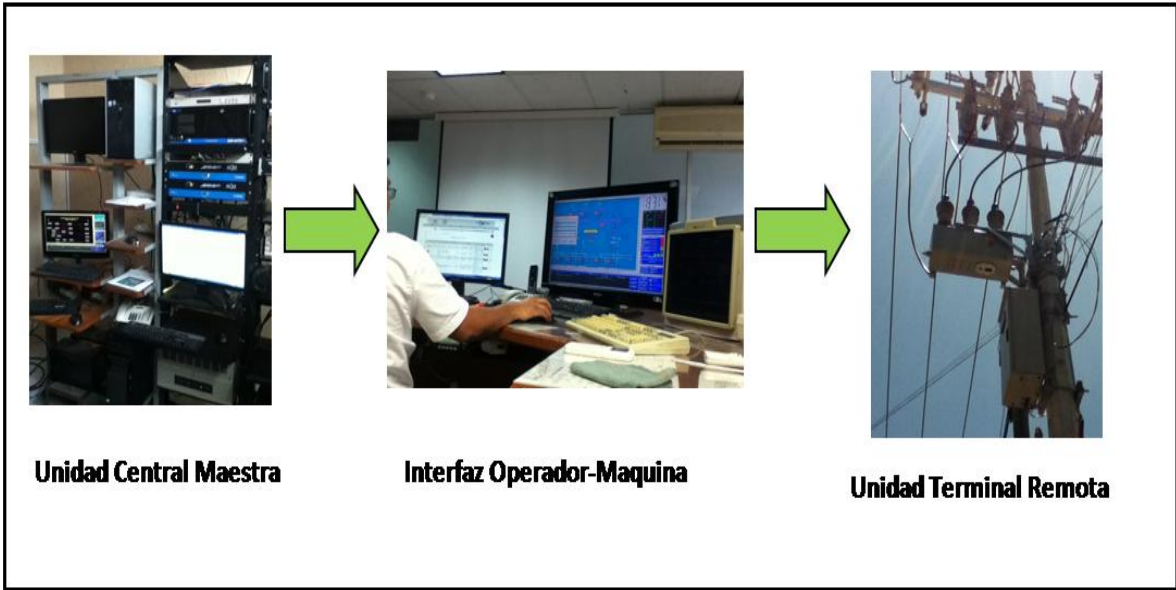 Unidad Central Maestra
Interfaz Operador-Maquina
Unidad Terminal Remota